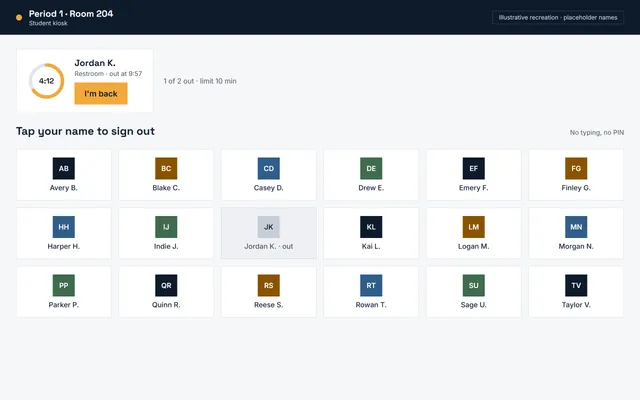 Period 1 · Room 204
Student kiosk
Illustrative recreation · placeholder names
4:12
Jordan K.
Restroom · out at 9:57
I'm back
1 of 2 out · limit 10 min
Tap your name to sign out
No typing, no PIN
AB
Avery B.
BC
Blake C.
CD
Casey D.
DE
Drew E.
EF
Emery F.
FG
Finley G.
HH
Harper H.
IJ
Indie J.
JK
Jordan K. · out
KL
Kai L.
LM
Logan M.
MN
Morgan N.
PP
Parker P.
QR
Quinn R.
RS
Reese S.
RT
Rowan T.
SU
Sage U.
TV
Taylor V.